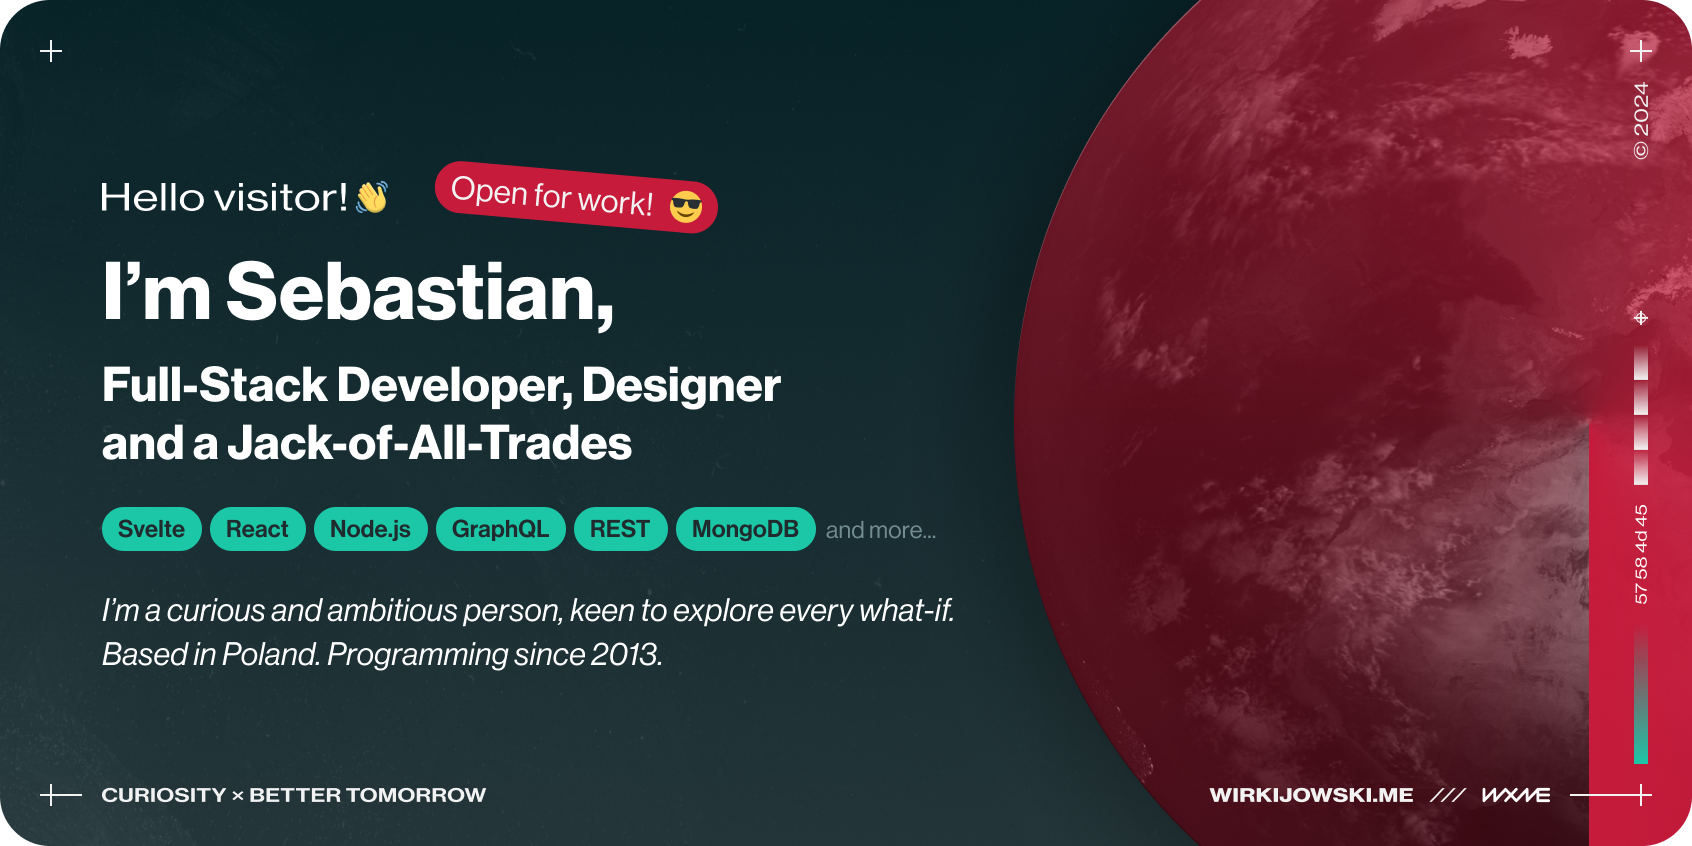 Hello visitor! 👋
Open for work! 😎
I’m Sebastian,
Full-Stack Developer, Designer
and a Jack-of-All-Trades
Svelte React Node.js GraphQL REST MongoDB and more...
I’m a curious and ambitious person, keen to explore every what-if.
Based in Poland. Programming since 2013.
CURIOSITY × BETTER TOMORROW
WIRKIJOWSKI.ME /// WXME
© 2024
57 58 4d 45